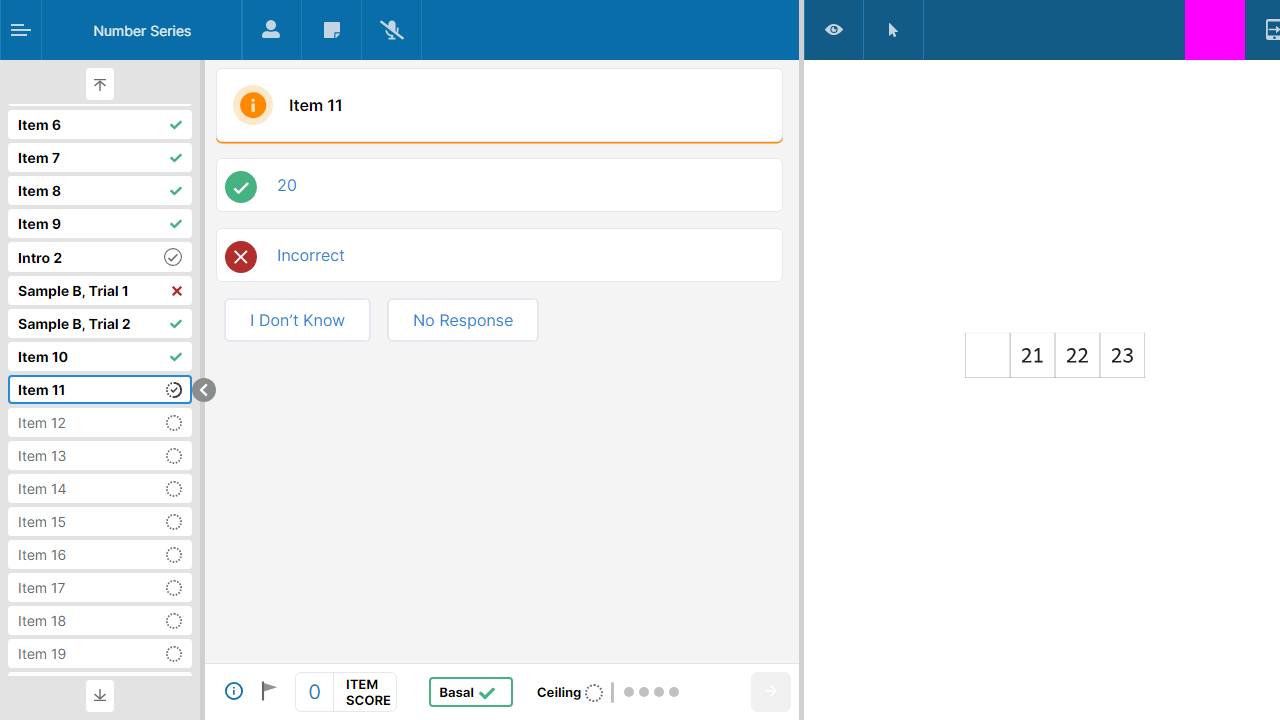 Number Series
Item 6
Item 7
Item 8
Item 9
Intro 2
Sample B, Trial 1
Sample B, Trial 2
Item 10
Item 11
Item 12
Item 13
Item 14
Item 15
Item 16
Item 17
Item 18
Item 19
Item 11
20
Incorrect
I Don’t Know
No Response
0
ITEM
SCORE
Basal
Ceiling
21 22 23